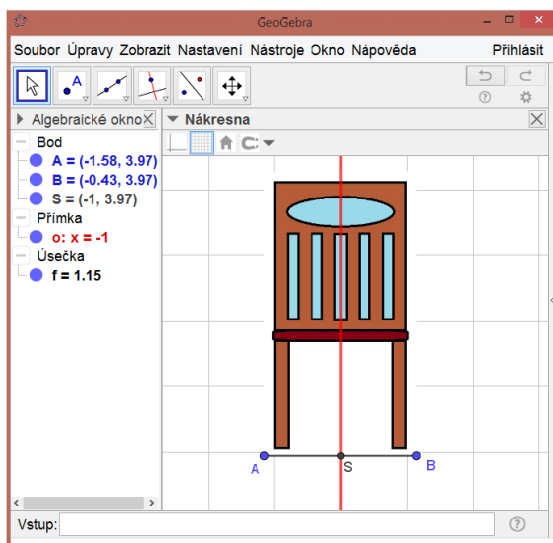 GeoGebra
Soubor Úpravy Zobrazit Nastavení Nástroje Okno Nápověda Přihlásit
A
Algebraické okno
Nákresna
Bod
A = (-1.58, 3.97)
B = (-0.43, 3.97)
S = (-1, 3.97)
Přímka
o: x = -1
Úsečka
f = 1.15
A S B
Vstup: